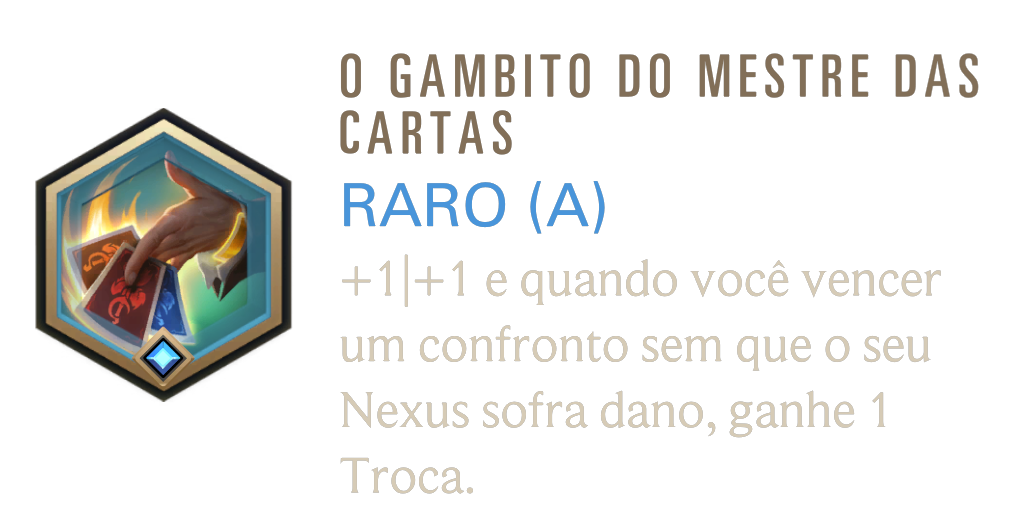 O GAMBITO DO MESTRE DAS
CARTAS
RARO (A)
+1|+1 e quando você vencer
um confronto sem que o seu
Nexus sofra dano, ganhe 1
Troca.